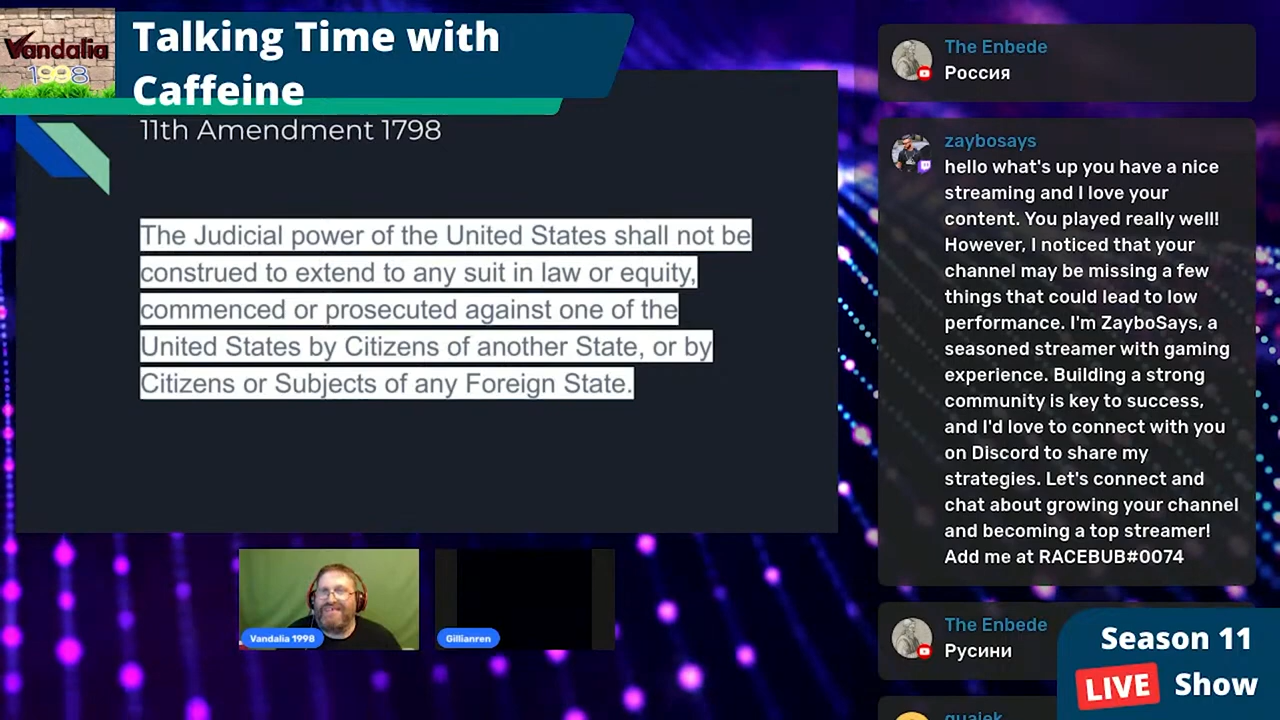 Vandalia
1998
Talking Time with
Caffeine
11th Amendment 1798
The Judicial power of the United States shall not be
construed to extend to any suit in law or equity,
commenced or prosecuted against one of the
United States by Citizens of another State, or by
Citizens or Subjects of any Foreign State.
Vandalia 1998
Gillianren
The Enbede
Россия
zaybosays
hello what's up you have a nice
streaming and I love your
content. You played really well!
However, I noticed that your
channel may be missing a few
things that could lead to low
performance. I'm ZayboSays, a
seasoned streamer with gaming
experience. Building a strong
community is key to success,
and I'd love to connect with you
on Discord to share my
strategies. Let's connect and
chat about growing your channel
and becoming a top streamer!
Add me at RACEBUB#0074
The Enbede
Русини
Season 11
LIVE Show